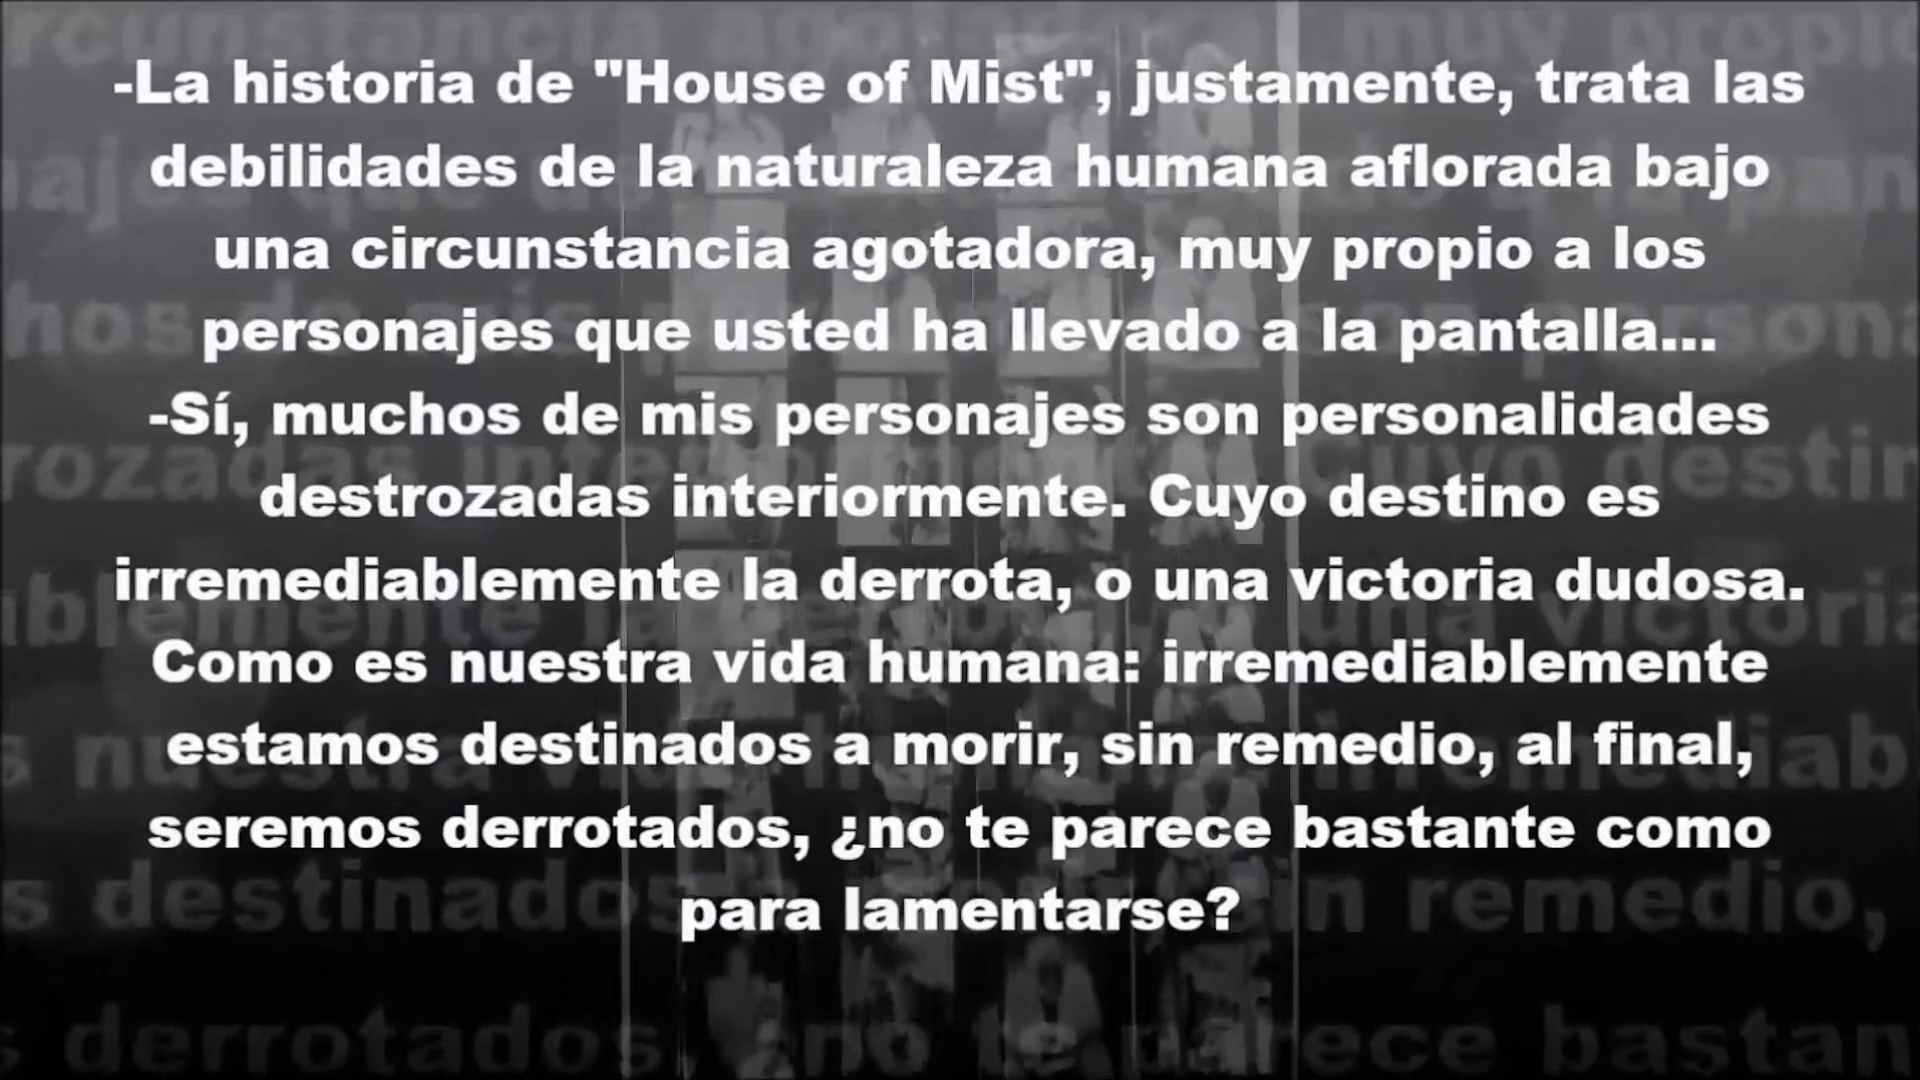 -La historia de "House of Mist", justamente, trata las
debilidades de la naturaleza humana aflorada bajo
una circunstancia agotadora, muy propio a los
personajes que usted ha llevado a la pantalla...
-Sí, muchos de mis personajes son personalidades
destrozadas interiormente. Cuyo destino es
irremediablemente la derrota, o una victoria dudosa.
Como es nuestra vida humana: irremediablemente
estamos destinados a morir, sin remedio, al final,
seremos derrotados, ¿no te parece bastante como
para lamentarse?